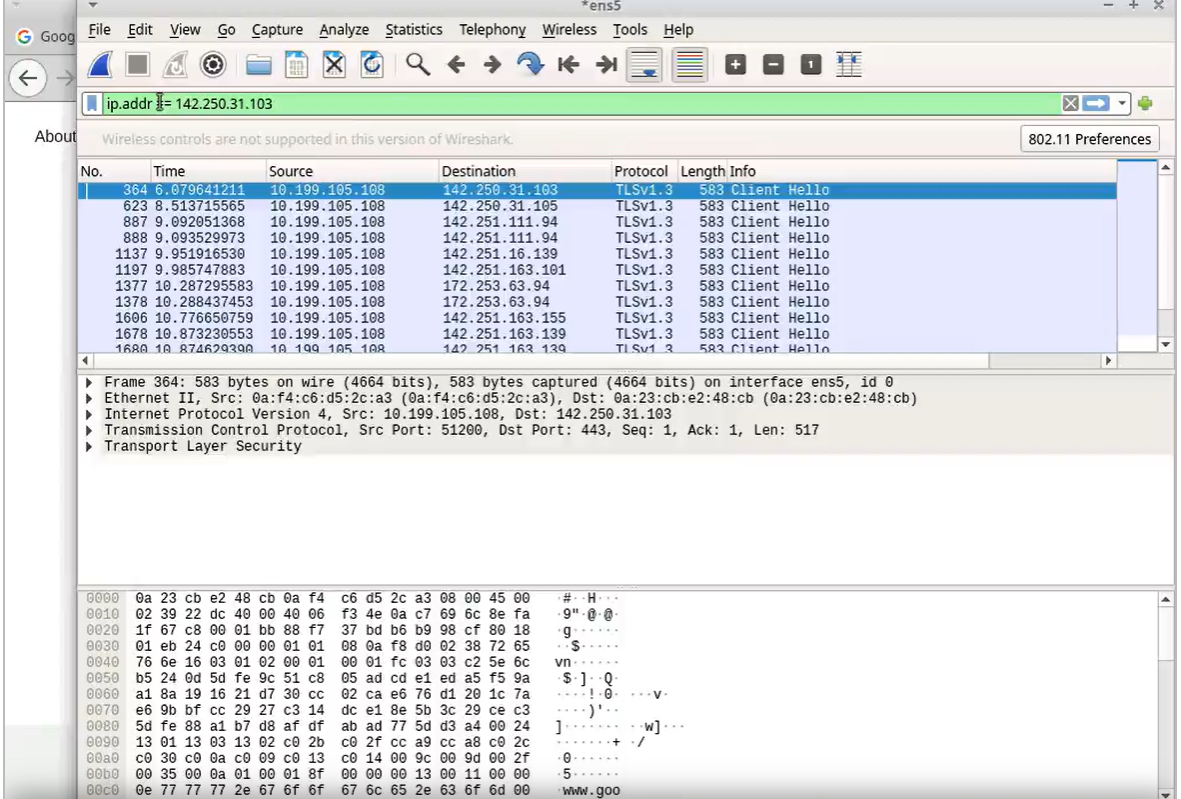 *ens5
Goog
File Edit View Go Capture Analyze Statistics Telephony Wireless Tools Help
ip.addr == 142.250.31.103
About
Wireless controls are not supported in this version of Wireshark.
802.11 Preferences
No. Time Source Destination Protocol Length Info
364 6.079641211 10.199.105.108 142.250.31.103 TLSv1.3 583 Client Hello
623 8.513715565 10.199.105.108 142.250.31.105 TLSv1.3 583 Client Hello
887 9.092051368 10.199.105.108 142.251.111.94 TLSv1.3 583 Client Hello
888 9.093529973 10.199.105.108 142.251.111.94 TLSv1.3 583 Client Hello
1137 9.951916530 10.199.105.108 142.251.16.139 TLSv1.3 583 Client Hello
1197 9.985747883 10.199.105.108 142.251.163.101 TLSv1.3 583 Client Hello
1377 10.287295583 10.199.105.108 172.253.63.94 TLSv1.3 583 Client Hello
1378 10.288437453 10.199.105.108 172.253.63.94 TLSv1.3 583 Client Hello
1606 10.776650759 10.199.105.108 142.251.163.155 TLSv1.3 583 Client Hello
1678 10.873230553 10.199.105.108 142.251.163.139 TLSv1.3 583 Client Hello
1680 10.874629390 10.199.105.108 142.251.163.139 TLSv1.3 583 Client Hello
Frame 364: 583 bytes on wire (4664 bits), 583 bytes captured (4664 bits) on interface ens5, id 0
Ethernet II, Src: 0a:f4:c6:d5:2c:a3 (0a:f4:c6:d5:2c:a3), Dst: 0a:23:cb:e2:48:cb (0a:23:cb:e2:48:cb)
Internet Protocol Version 4, Src: 10.199.105.108, Dst: 142.250.31.103
Transmission Control Protocol, Src Port: 51200, Dst Port: 443, Seq: 1, Ack: 1, Len: 517
Transport Layer Security
0000 0a 23 cb e2 48 cb 0a f4 c6 d5 2c a3 08 00 45 00 ·#··H···
0010 02 39 22 dc 40 00 40 06 f3 4e 0a c7 69 6c 8e fa ·9"·@·@·
0020 1f 67 c8 00 01 bb 88 f7 37 bd b6 b9 98 cf 80 18 ·g······
0030 01 eb 24 c0 00 00 01 01 08 0a f8 d0 02 38 72 65 ··$·····
0040 76 6e 16 03 01 02 00 01 00 01 fc 03 03 c2 5e 6c vn······
0050 b5 24 0d 5d fe 9c 51 c8 05 ad cd e1 ed a5 f5 9a ·$·]··Q·
0060 a1 8a 19 16 21 d7 30 cc 02 ca e6 76 d1 20 1c 7a ····!·0· ···v·
0070 e6 9b bf cc 29 27 c3 14 dc e1 8e 5b 3c 29 ce c3 ····)'··
0080 5d fe 88 a1 b7 d8 af df ab ad 77 5d d3 a4 00 24 ]······· ··w]···
0090 13 01 13 03 13 02 c0 2b c0 2f cc a9 cc a8 c0 2c ·······+ ·/
00a0 c0 30 c0 0a c0 09 c0 13 c0 14 00 9c 00 9d 00 2f ·0······
00b0 00 35 00 0a 01 00 01 8f 00 00 00 13 00 11 00 00 ·5······
00c0 0e 77 77 77 2e 67 6f 6f 67 6c 65 2e 63 6f 6d 00 ·www.goo